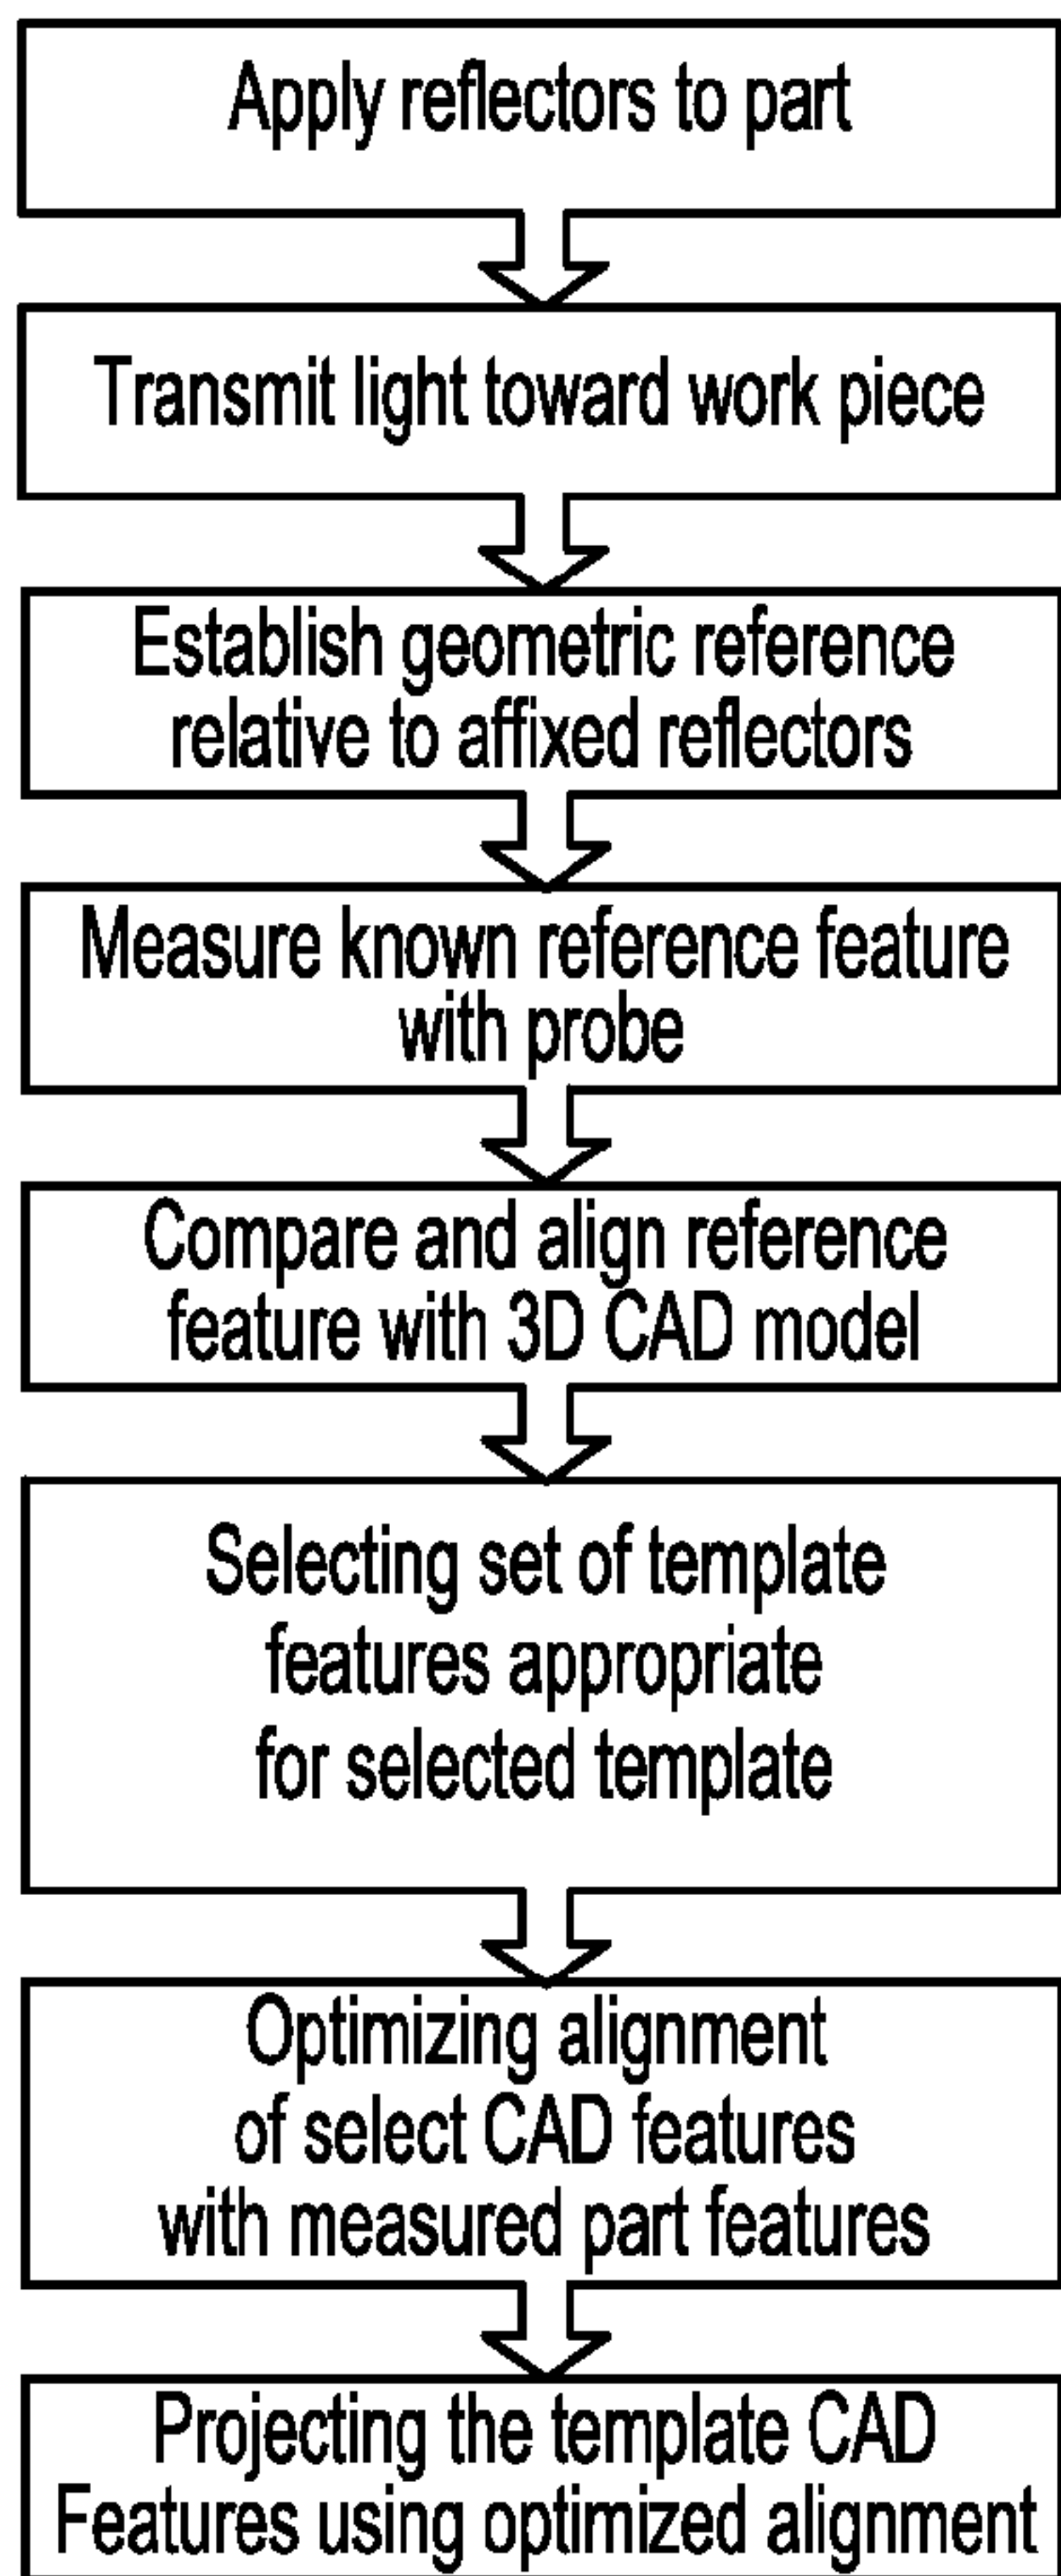 Apply reflectors to part
Transmit light toward work piece
Establish geometric reference
relative to affixed reflectors
Measure known reference feature
with probe
Compare and align reference
feature with 3D CAD model
Selecting set of template
features appropriate
for selected template
Optimizing alignment
of select CAD features
with measured part features
Projecting the template CAD
Features using optimized alignment